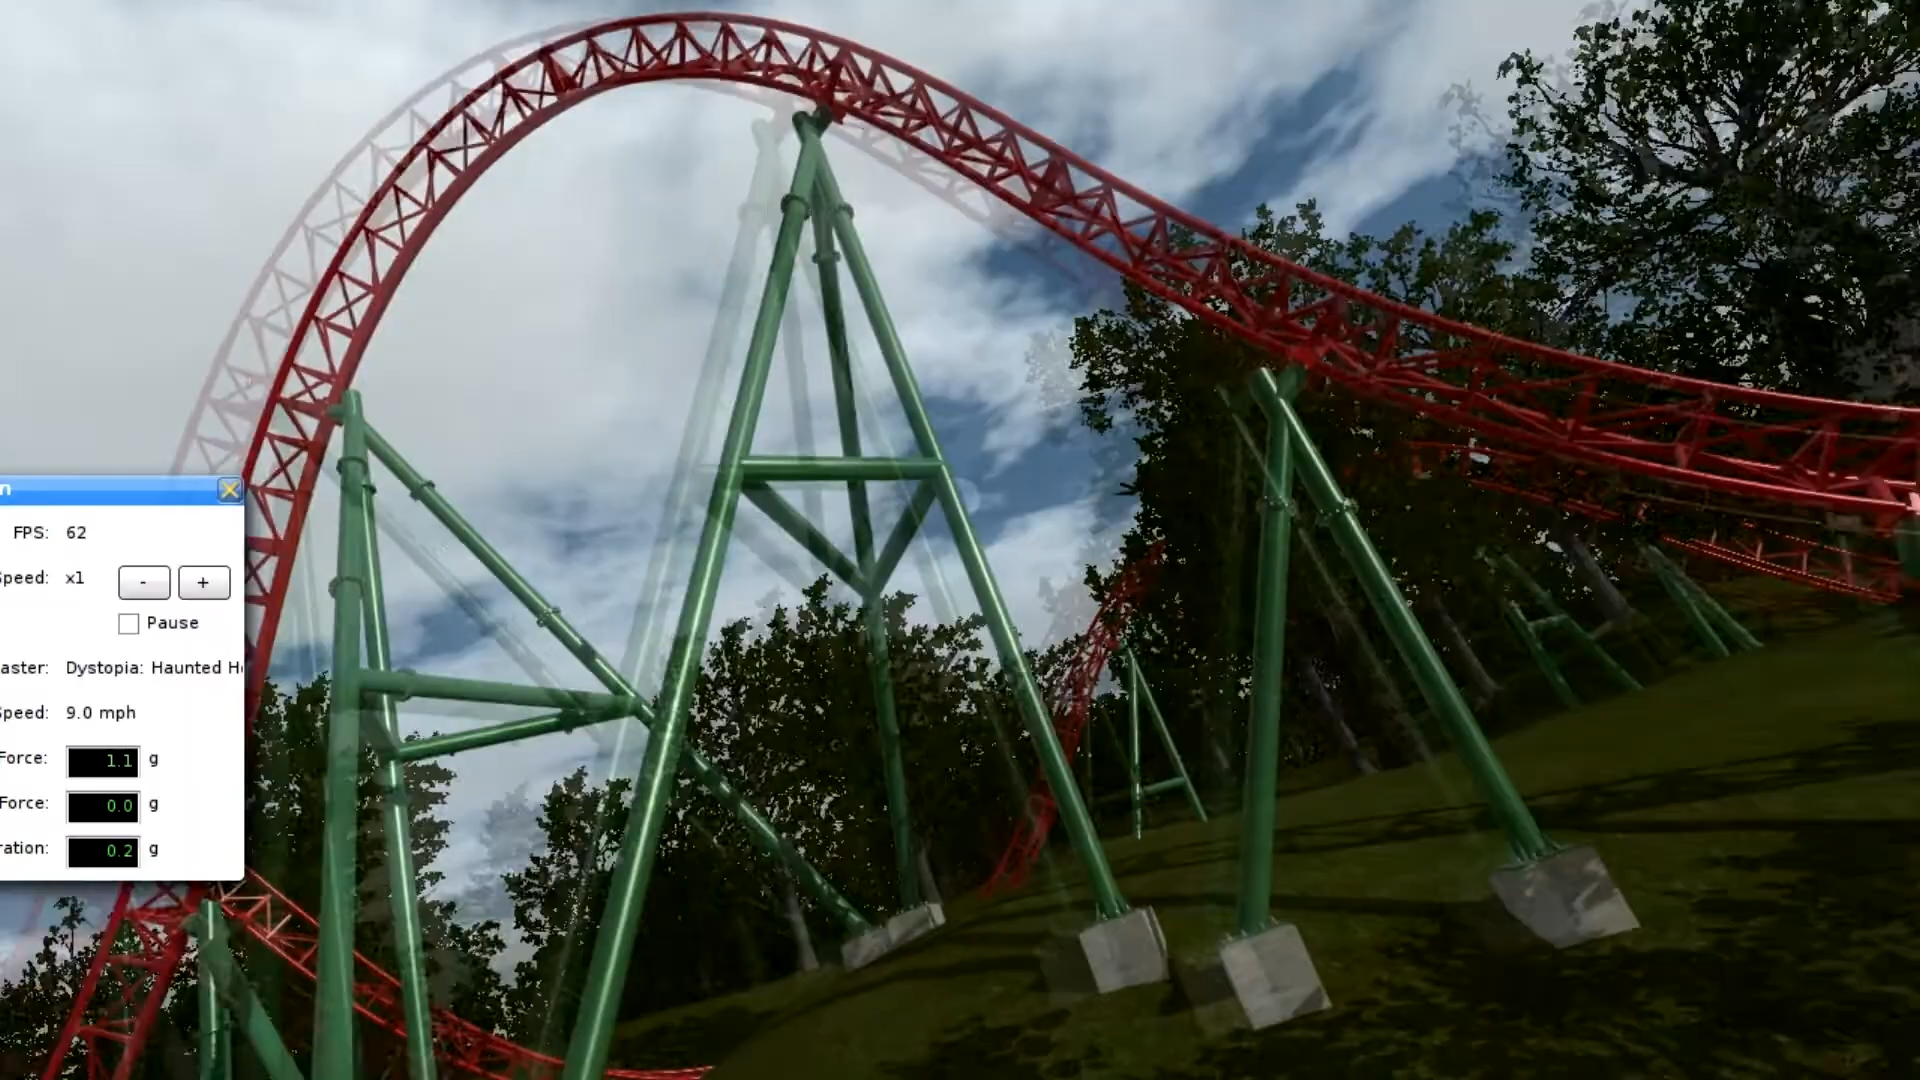 n
FPS: 62
Speed: x1 - +
Pause
aster: Dystopia: Haunted H
Speed: 9.0 mph
Force: 1.1 g
Force: 0.0 g
ration: 0.2 g